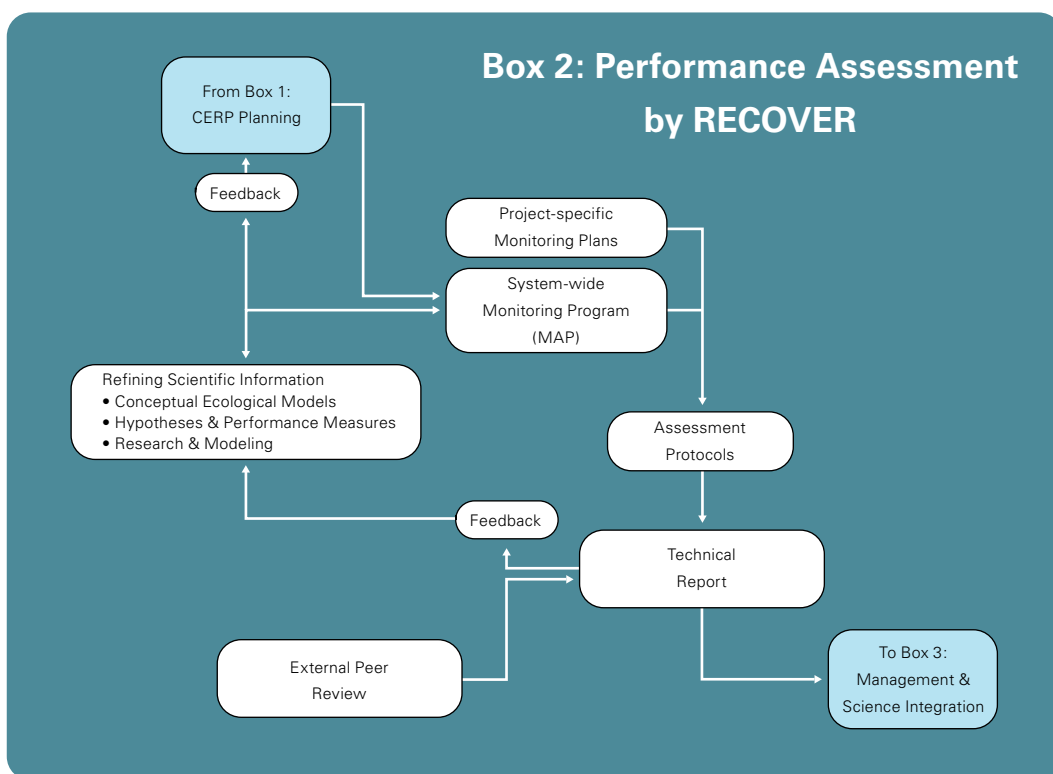 Box 2: Performance Assessment
by RECOVER
From Box 1:
CERP Planning
Feedback
Project-specific
Monitoring Plans
System-wide
Monitoring Program
(MAP)
Refining Scientific Information
• Conceptual Ecological Models
• Hypotheses & Performance Measures
• Research & Modeling
Assessment
Protocols
Feedback
Technical
Report
External Peer
Review
To Box 3:
Management &
Science Integration